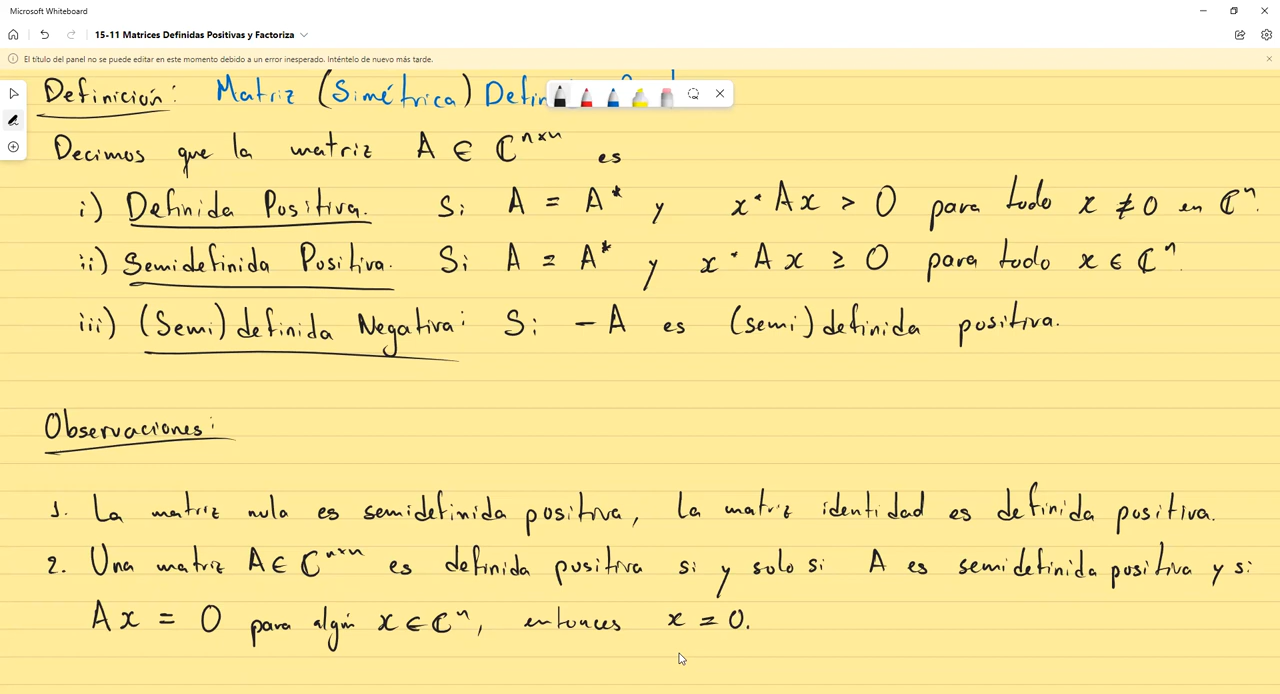 Microsoft Whiteboard
15-11 Matrices Definidas Positivas y Factoriza
El título del panel no se puede editar en este momento debido a un error inesperado. Inténtelo de nuevo más tarde.
Definición: Matriz (Simétrica)
Decimos que la matriz A ∈ ℂⁿˣⁿ es
i) Definida Positiva. Si A = A* y x* Ax > 0 para todo x ≠ 0 en ℂⁿ.
ii) Semidefinida Positiva. Si A = A* y x* A x ≥ 0 para todo x ∈ ℂⁿ.
iii) (Semi) definida Negativa: Si -A es (semi) definida positiva.
Observaciones:
1. La matriz nula es semidefinida positiva, la matriz identidad es definida positiva.
2. Una matriz A ∈ ℂⁿˣⁿ es definida positiva si y solo si A es semidefinida positiva y si
Ax = 0 para algún x ∈ ℂⁿ, entonces x = 0.